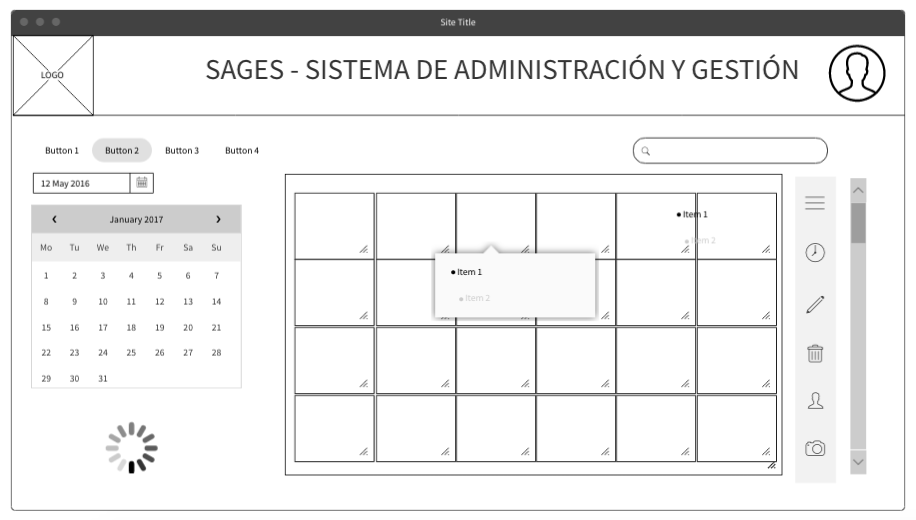 Site Title
LOGO
SAGES - SISTEMA DE ADMINISTRACIÓN Y GESTIÓN
Button 1 Button 2 Button 3 Button 4
12 May 2016
January 2017
Mo Tu We Th Fr Sa Su
1 2 3 4 5 6 7
8 9 10 11 12 13 14
15 16 17 18 19 20 21
22 23 24 25 26 27 28
29 30 31
• Item 1
• Item 2
• Item 1
• Item 2